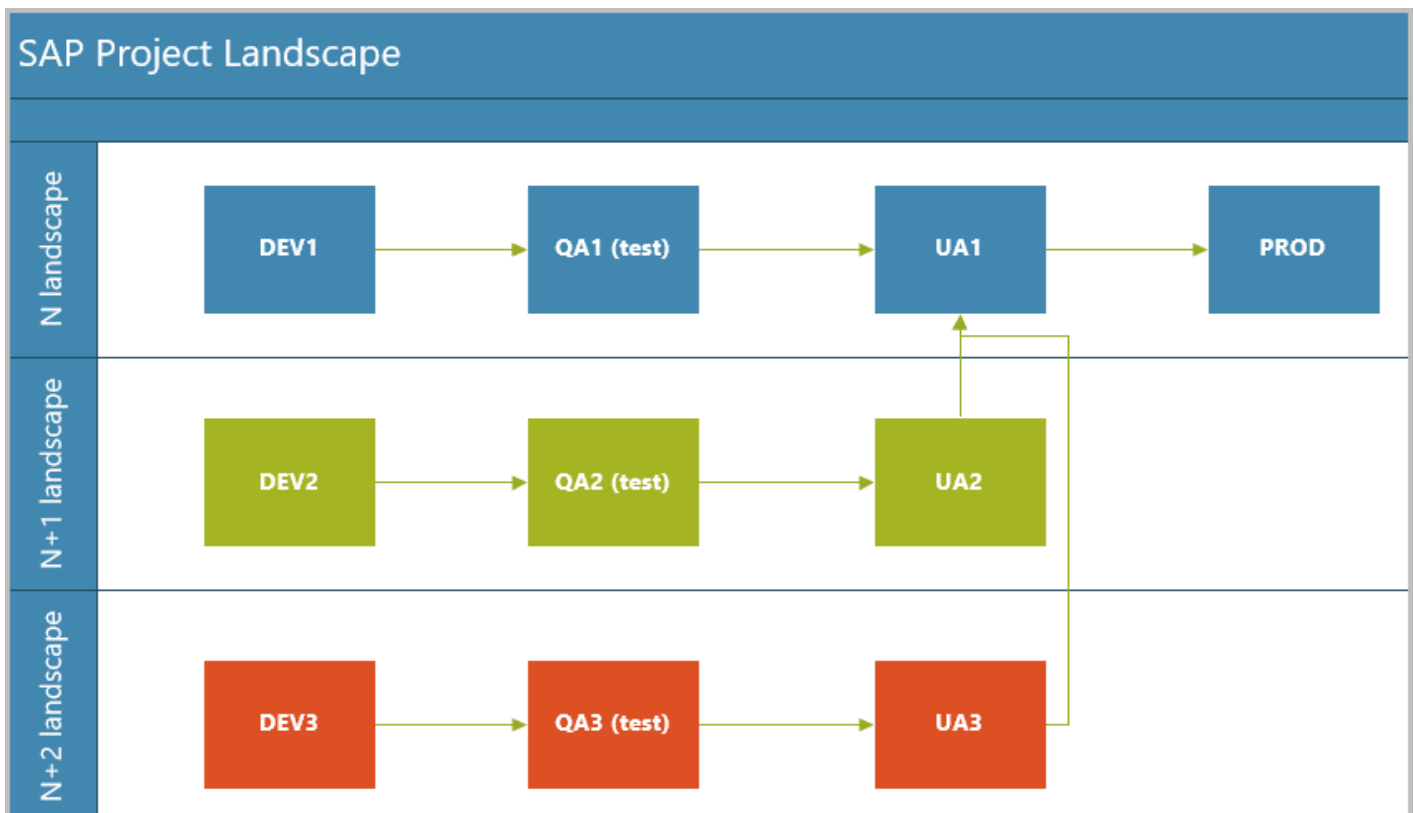 SAP Project Landscape
N landscape
DEV1
QA1 (test)
UA1
PROD
N+1 landscape
DEV2
QA2 (test)
UA2
N+2 landscape
DEV3
QA3 (test)
UA3